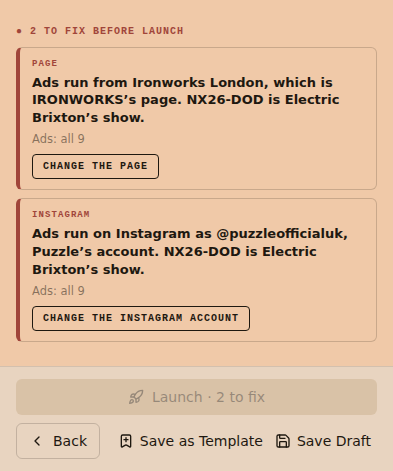 • 2 TO FIX BEFORE LAUNCH
PAGE
Ads run from Ironworks London, which is
IRONWORKS’s page. NX26-DOD is Electric
Brixton’s show.
Ads: all 9
CHANGE THE PAGE
INSTAGRAM
Ads run on Instagram as @puzzleofficialuk,
Puzzle’s account. NX26-DOD is Electric
Brixton’s show.
Ads: all 9
CHANGE THE INSTAGRAM ACCOUNT
Launch · 2 to fix
Back Save as Template Save Draft